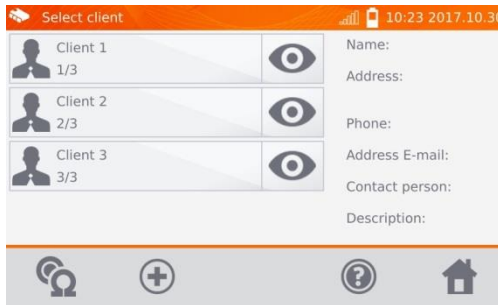 Select client
10:23 2017.10.30
Client 1
1/3
Client 2
2/3
Client 3
3/3
Name:
Address:
Phone:
Address E-mail:
Contact person:
Description: